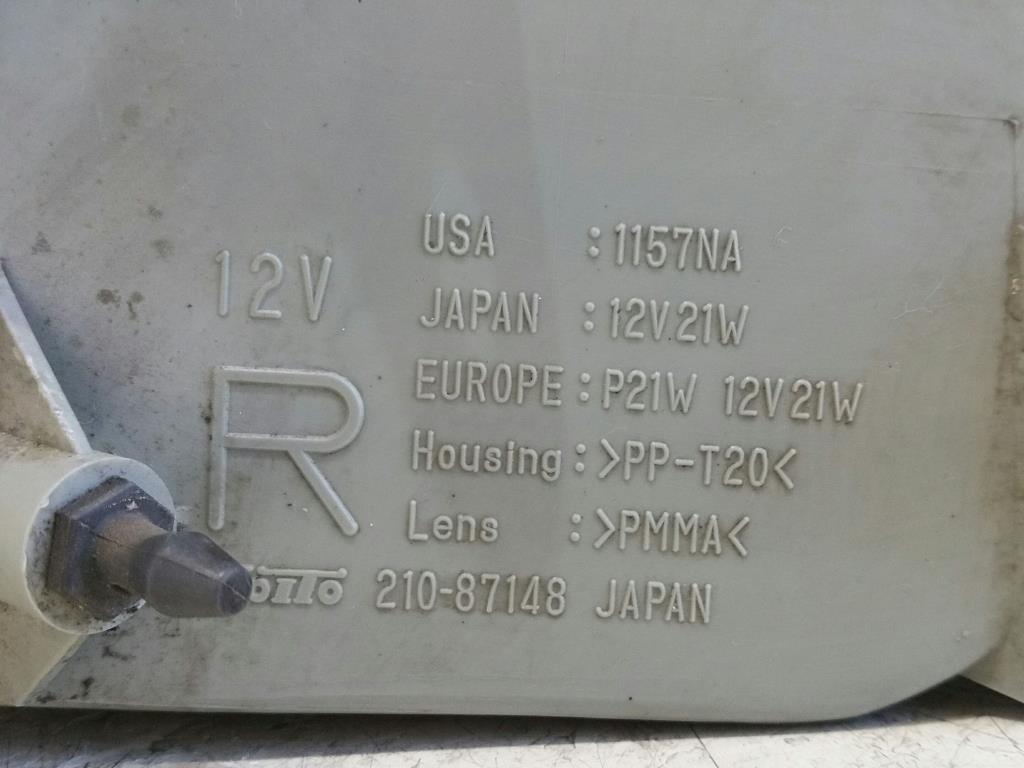 12V
R
USA : 1157NA
JAPAN : 12V21W
EUROPE : P21W 12V21W
Housing : >PP-T20<
Lens : >PMMA<
210-87148 JAPAN